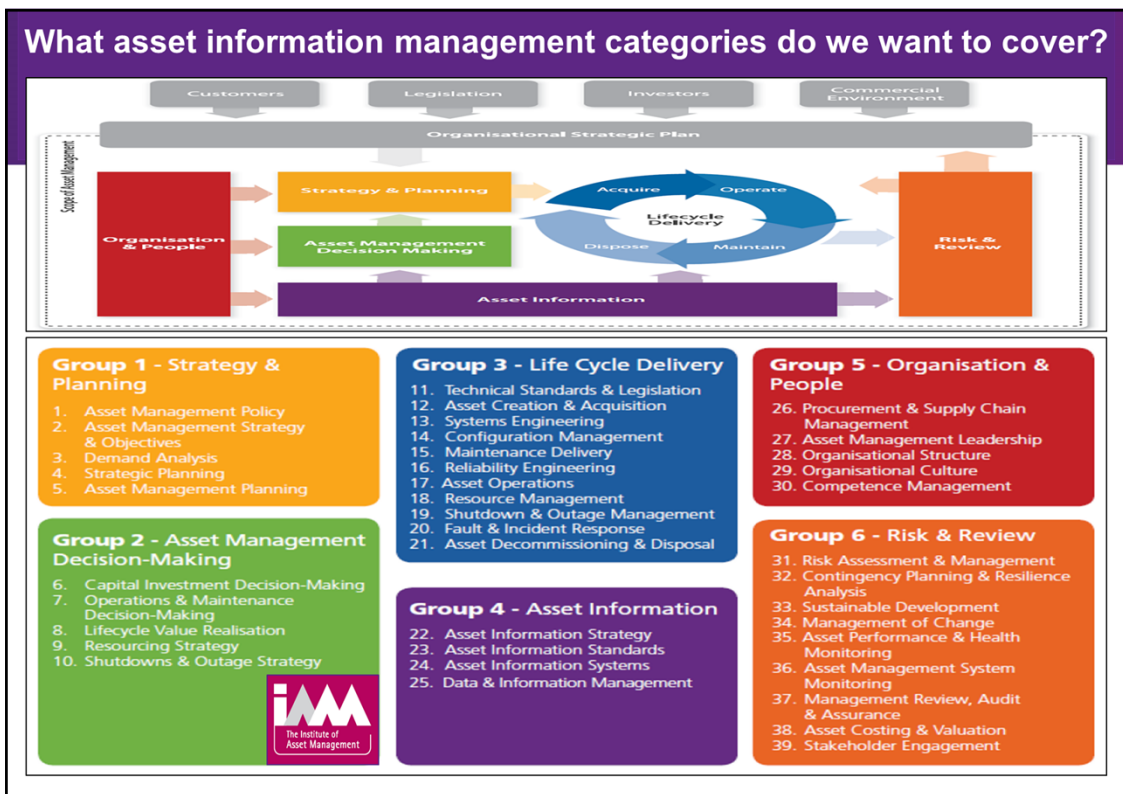 What asset information management categories do we want to cover?
Customers
Legislation
Investors
Commercial
Environment
Organisational Strategic Plan
Scope of Asset Management
Organisation
& People
Strategy & Planning
Asset Management
Decision Making
Acquire
Operate
Lifecycle
Delivery
Dispose
Maintain
Risk &
Review
Asset Information
Group 1 - Strategy &
Planning
1. Asset Management Policy
2. Asset Management Strategy
& Objectives
3. Demand Analysis
4. Strategic Planning
5. Asset Management Planning
Group 2 - Asset Management
Decision-Making
6. Capital Investment Decision-Making
7. Operations & Maintenance
Decision-Making
8. Lifecycle Value Realisation
9. Resourcing Strategy
10. Shutdowns & Outage Strategy
iAM
The Institute of
Asset Management
Group 3 - Life Cycle Delivery
11. Technical Standards & Legislation
12. Asset Creation & Acquisition
13. Systems Engineering
14. Configuration Management
15. Maintenance Delivery
16. Reliability Engineering
17. Asset Operations
18. Resource Management
19. Shutdown & Outage Management
20. Fault & Incident Response
21. Asset Decommissioning & Disposal
Group 4 - Asset Information
22. Asset Information Strategy
23. Asset Information Standards
24. Asset Information Systems
25. Data & Information Management
Group 5 - Organisation &
People
26. Procurement & Supply Chain
Management
27. Asset Management Leadership
28. Organisational Structure
29. Organisational Culture
30. Competence Management
Group 6 - Risk & Review
31. Risk Assessment & Management
32. Contingency Planning & Resilience
Analysis
33. Sustainable Development
34. Management of Change
35. Asset Performance & Health
Monitoring
36. Asset Management System
Monitoring
37. Management Review, Audit
& Assurance
38. Asset Costing & Valuation
39. Stakeholder Engagement